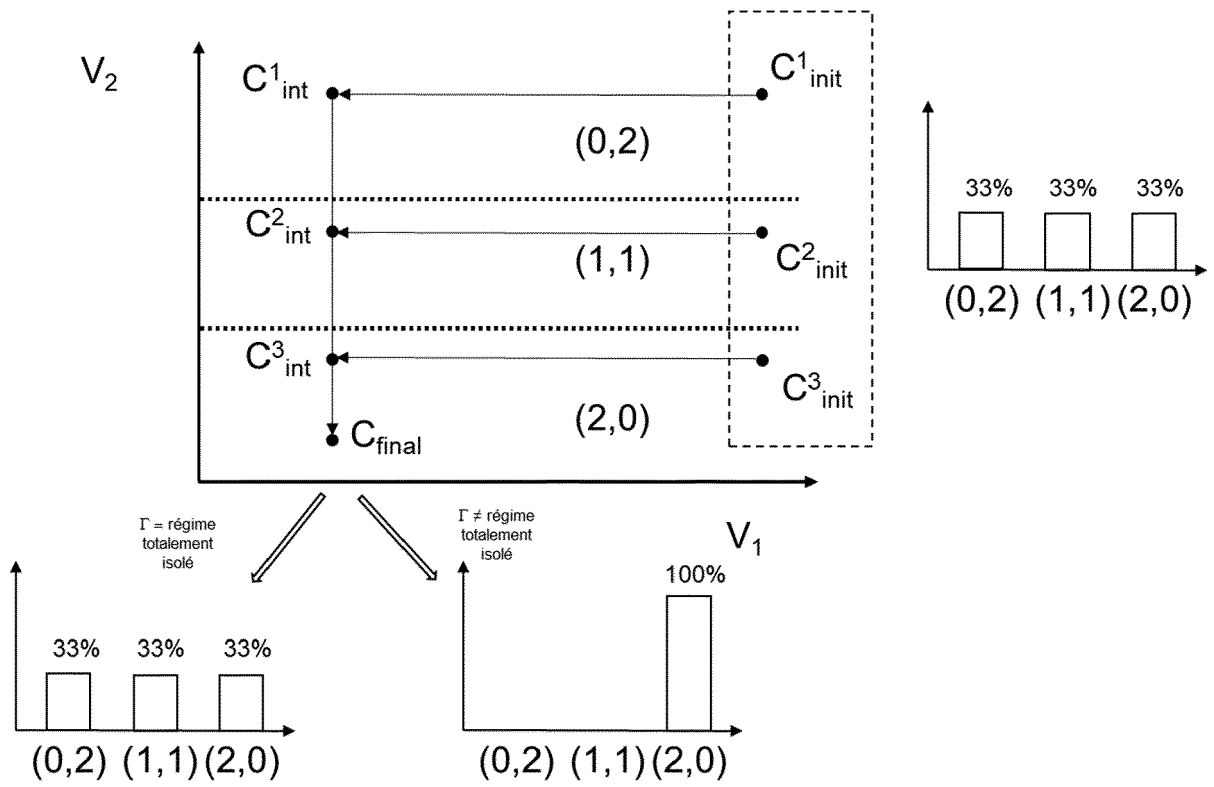 V₂
C¹int
C¹init
(0,2)
33% 33% 33%
(0,2) (1,1) (2,0)
C²int
(1,1)
C²init
C³int
C³init
(2,0)
Cfinal
Γ = régime
totalement
isolé
Γ ≠ régime
totalement
isolé
V₁
33% 33% 33%
(0,2) (1,1) (2,0)
100%
(0,2) (1,1) (2,0)